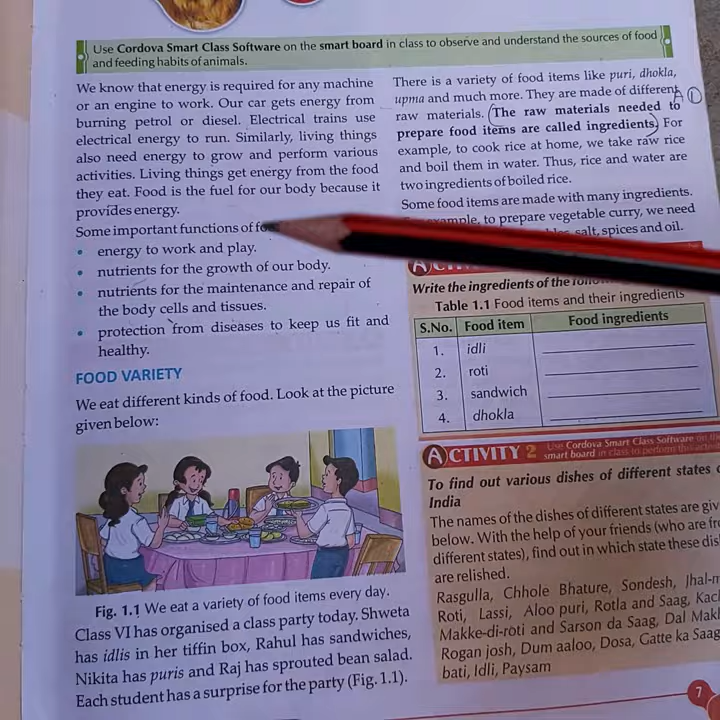 Use Cordova Smart Class Software on the smart board in class to observe and understand the sources of food
and feeding habits of animals.
We know that energy is required for any machine
or an engine to work. Our car gets energy from
burning petrol or diesel. Electrical trains use
electrical energy to run. Similarly, living things
also need energy to grow and perform various
activities. Living things get energy from the food
they eat. Food is the fuel for our body because it
provides energy.
Some important functions of
• energy to work and play.
• nutrients for the growth of our body.
• nutrients for the maintenance and repair of
the body cells and tissues.
• protection from diseases to keep us fit and
healthy.
FOOD VARIETY
We eat different kinds of food. Look at the picture
given below:
Fig. 1.1 We eat a variety of food items every day.
Class VI has organised a class party today. Shweta
has idlis in her tiffin box, Rahul has sandwiches,
Nikita has puris and Raj has sprouted bean salad.
Each student has a surprise for the party (Fig. 1.1).
There is a variety of food items like puri, dhokla,
upma and much more. They are made of different
raw materials. (The raw materials needed to
prepare food items are called ingredients.) For
example, to cook rice at home, we take raw rice
and boil them in water. Thus, rice and water are
two ingredients of boiled rice.
Some food items are made with many ingredients.
to prepare vegetable curry, we need
salt, spices and oil.
Write the ingredients of the
Table 1.1 Food items and their ingredients
S.No. Food item Food ingredients
1. idli
2. roti
3. sandwich
4. dhokla
ACTIVITY 2 Use Cordova Smart Class Software on
smart board in class to perform this
To find out various dishes of different states
India
The names of the dishes of different states are
below. With the help of your friends (who are
different states), find out in which state these
are relished.
Rasgulla, Chhole Bhature, Sondesh,
Roti, Lassi, Aloo puri, Rotla and Saag,
Makke-di-roti and Sarson da Saag, Dal
Rogan josh, Dum aaloo, Dosa, Gatte ka Saag
bati, Idli, Paysam
7